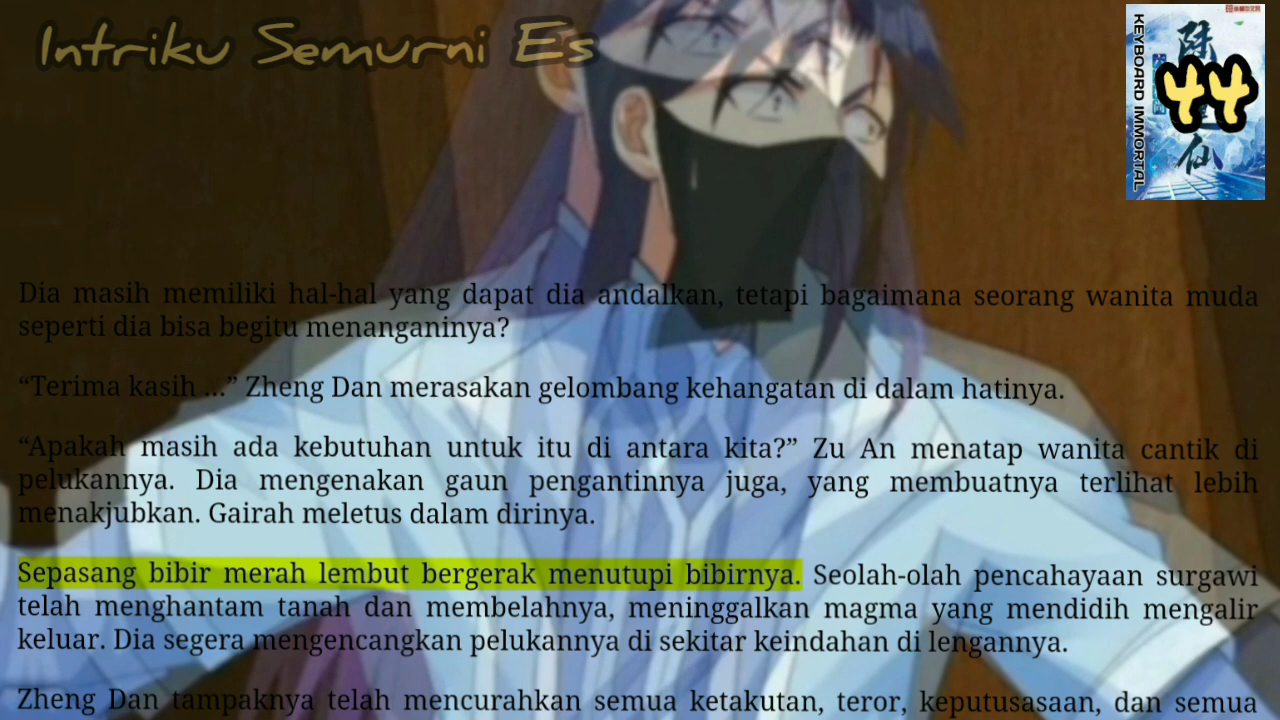 Intriku Semurni Es
KEYBOARD IMMORTAL
44
仙
Dia masih memiliki hal-hal yang dapat dia andalkan, tetapi bagaimana seorang wanita muda
seperti dia bisa begitu menanganinya?
“Terima kasih ...” Zheng Dan merasakan gelombang kehangatan di dalam hatinya.
“Apakah masih ada kebutuhan untuk itu di antara kita?” Zu An menatap wanita cantik di
pelukannya. Dia mengenakan gaun pengantinnya juga, yang membuatnya terlihat lebih
menakjubkan. Gairah meletus dalam dirinya.
Sepasang bibir merah lembut bergerak menutupi bibirnya. Seolah-olah pencahayaan surgawi
telah menghantam tanah dan membelahnya, meninggalkan magma yang mendidih mengalir
keluar. Dia segera mengencangkan pelukannya di sekitar keindahan di lengannya.
Zheng Dan tampaknya telah mencurahkan semua ketakutan, teror, keputusasaan, dan semua